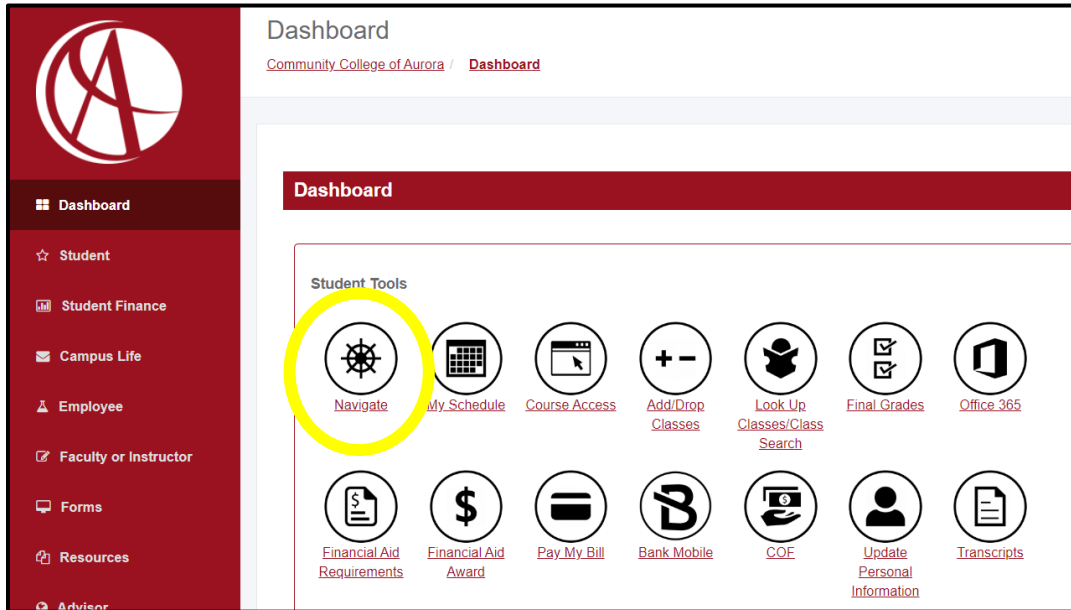 Dashboard
Community College of Aurora / Dashboard
Dashboard
Student
Student Finance
Campus Life
Employee
Faculty or Instructor
Forms
Resources
Advisor
Dashboard
Student Tools
Navigate
My Schedule
Course Access
Add/Drop
Classes
Look Up
Classes/Class
Search
Final Grades
Office 365
Financial Aid
Requirements
Financial Aid
Award
Pay My Bill
Bank Mobile
COF
Update
Personal
Information
Transcripts